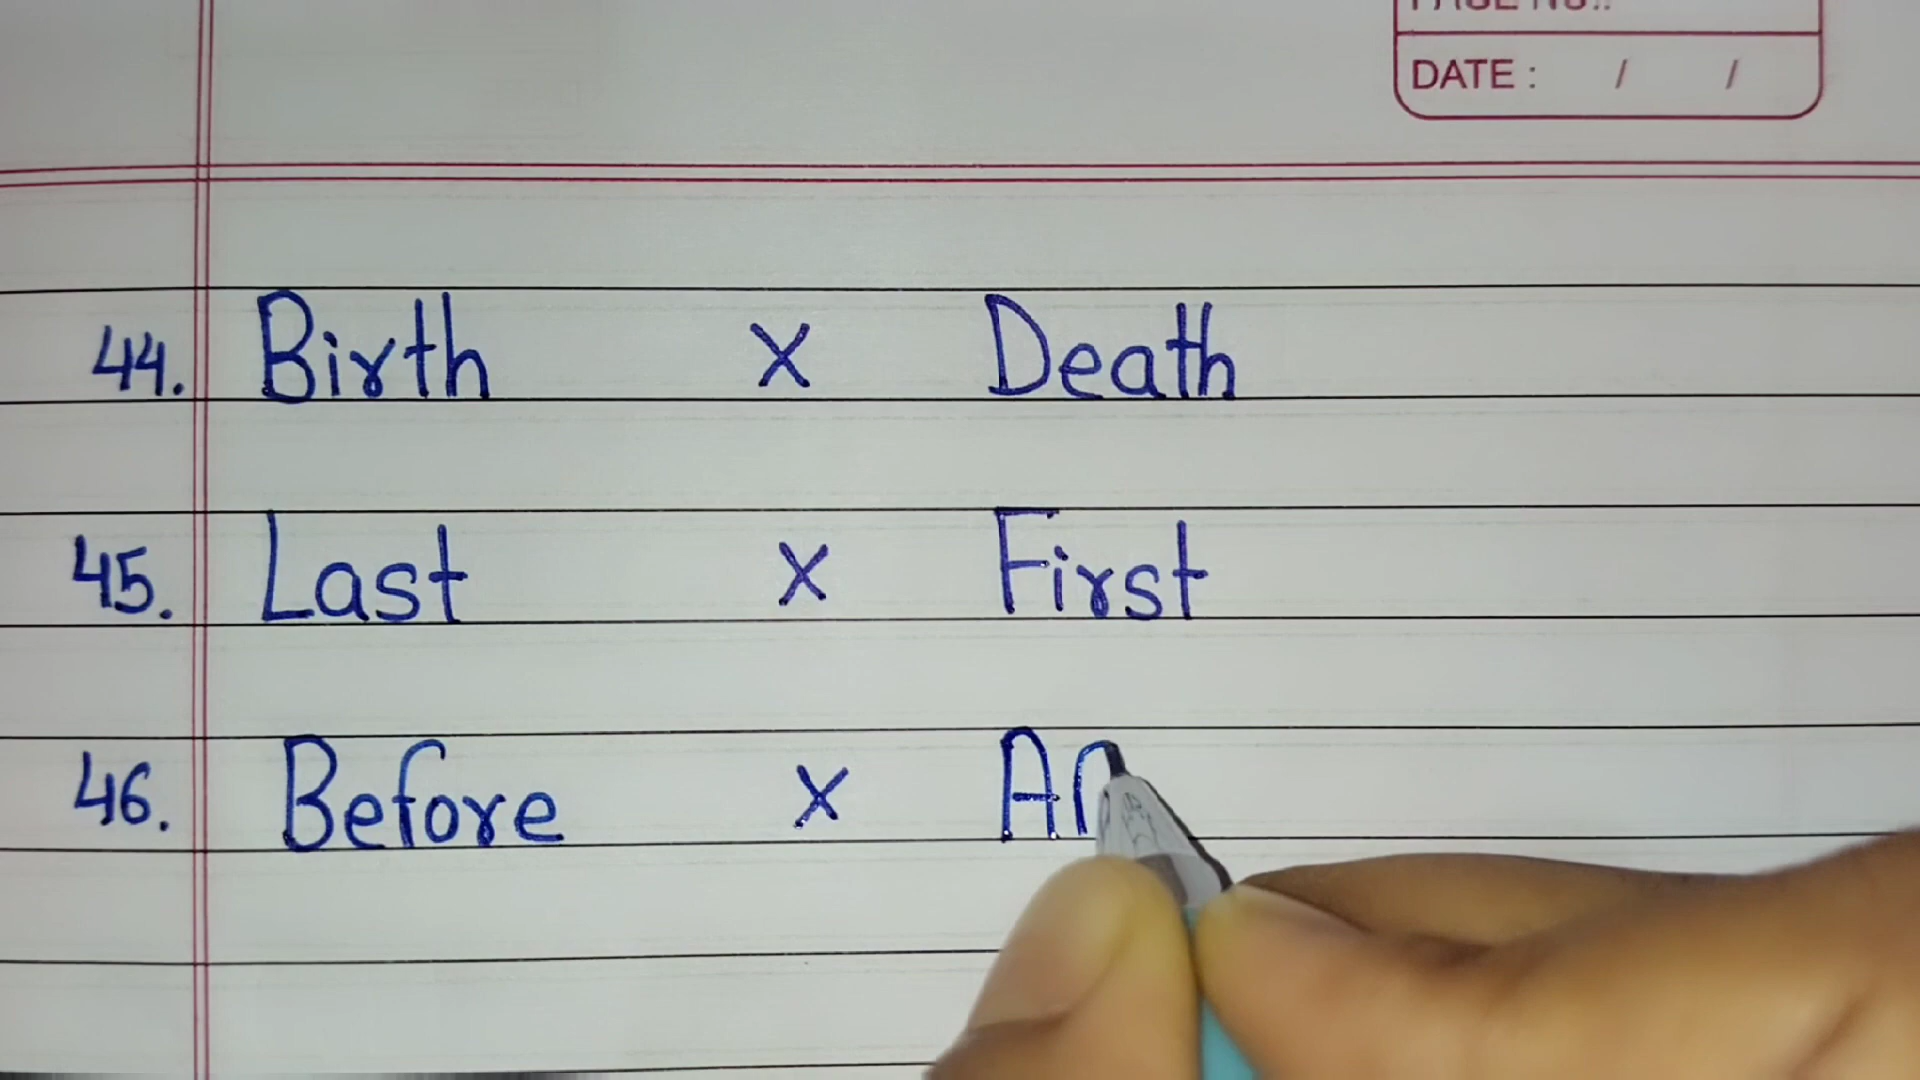 DATE : / /
44. Birth x Death
45. Last x First
46. Before x A